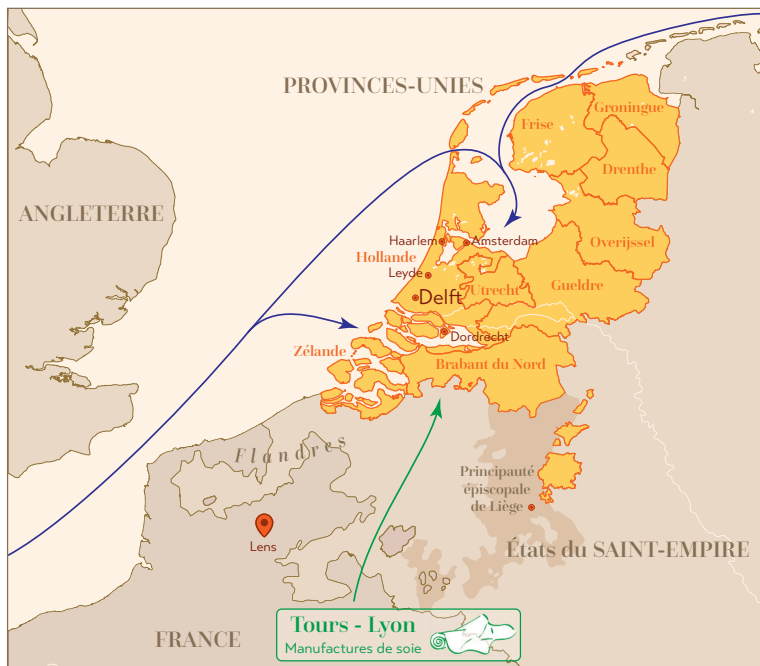 PROVINCES-UNIES
Groningue
Frise
Drenthe
ANGLETERRE
Haarlem
Amsterdam
Overijssel
Hollande
Leyde
Gueldre
Utrecht
Delft
Dordrecht
Zélande
Brabant du Nord
Flandres
Principauté
épiscopale
de Liège
Lens
États du SAINT-EMPIRE
FRANCE
Tours - Lyon
Manufactures de soie